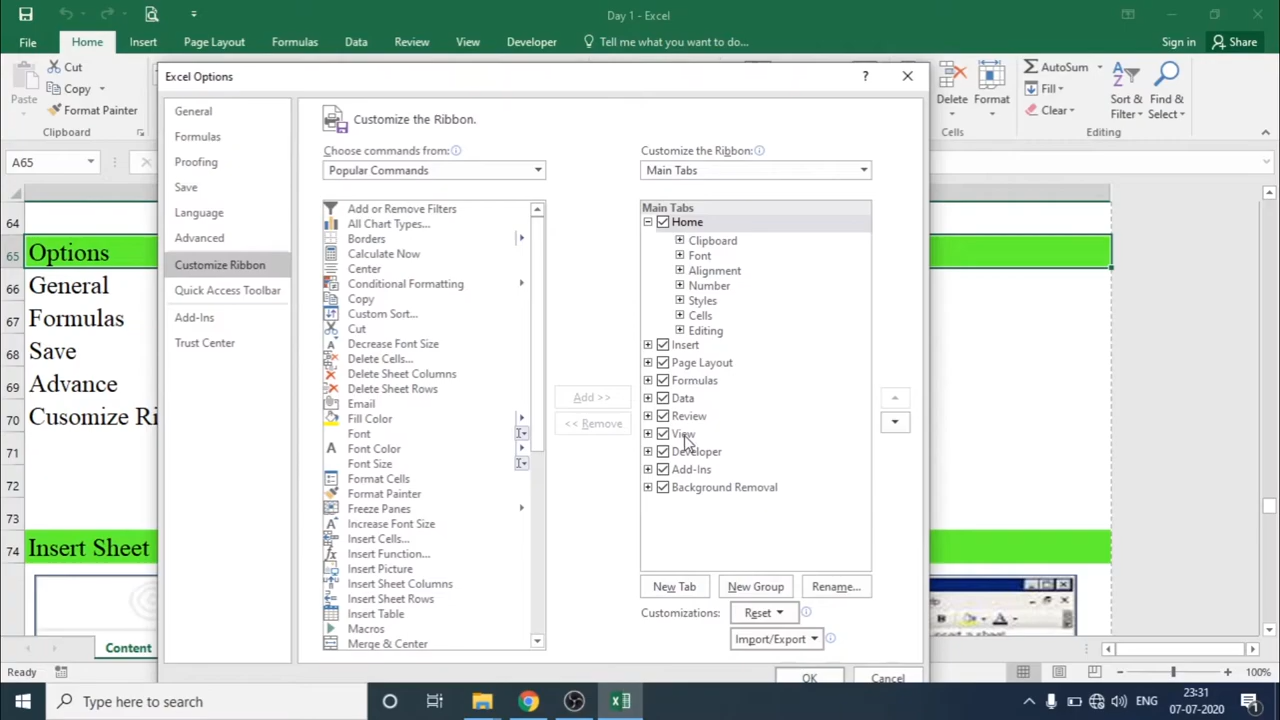 Day 1 - Excel
File Home Insert Page Layout Formulas Data Review View Developer Tell me what you want to do... Sign in Share
Paste
Cut
Copy
Format Painter
Clipboard
Delete Format
Cells
AutoSum
Fill
Clear
Sort & Filter
Find & Select
Editing
A65
Excel Options
?
General
Formulas
Proofing
Save
Language
Advanced
Customize Ribbon
Quick Access Toolbar
Add-Ins
Trust Center
Customize the Ribbon.
Choose commands from:
Popular Commands
Add or Remove Filters
All Chart Types...
Borders
Calculate Now
Center
Conditional Formatting
Copy
Custom Sort...
Cut
Decrease Font Size
Delete Cells...
Delete Sheet Columns
Delete Sheet Rows
Email
Fill Color
Font
Font Color
Font Size
Format Cells
Format Painter
Freeze Panes
Increase Font Size
Insert Cells...
Insert Function...
Insert Picture
Insert Sheet Columns
Insert Sheet Rows
Insert Table
Macros
Merge & Center
Add >>
<< Remove
Customize the Ribbon:
Main Tabs
Main Tabs
Home
Clipboard
Font
Alignment
Number
Styles
Cells
Editing
Insert
Page Layout
Formulas
Data
Review
View
Developer
Add-Ins
Background Removal
New Tab New Group Rename...
Customizations: Reset
Import/Export
OK Cancel
64
65 Options
66 General
67 Formulas
68 Save
69 Advance
70 Cusomize Ri
71
72
73
74 Insert Sheet
Content
Ready
100%
Type here to search
ENG
23:31
07-07-2020